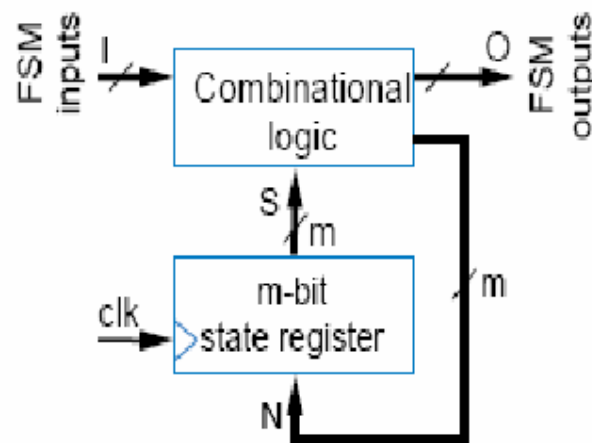 FSM
inputs
I
Combinational
logic
O
FSM
outputs
S
m
m
m-bit
state register
clk
N